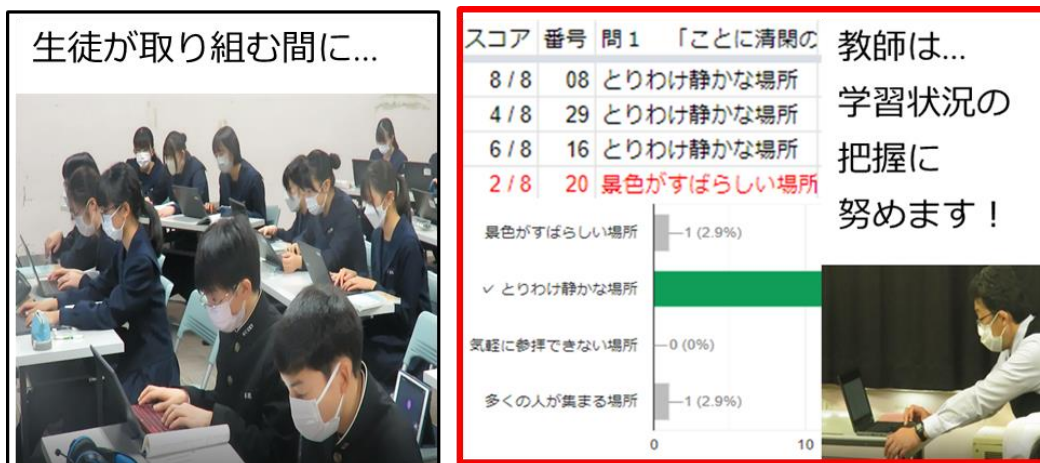 生徒が取り組む間に…
スコア 番号 問1 「ことに清閑の
8 / 8 08 とりわけ静かな場所
4 / 8 29 とりわけ静かな場所
6 / 8 16 とりわけ静かな場所
2 / 8 20 景色がすばらしい場所
景色がすばらしい場所 1 (2.9%)
✓ とりわけ静かな場所
気軽に参拝できない場所 0 (0%)
多くの人が集まる場所 1 (2.9%)
0 10
教師は…
学習状況の
把握に
努めます！